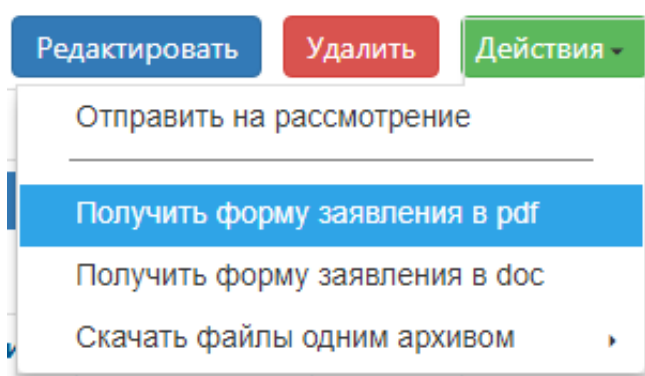 Редактировать Удалить Действия
Отправить на рассмотрение
Получить форму заявления в pdf
Получить форму заявления в doc
Скачать файлы одним архивом